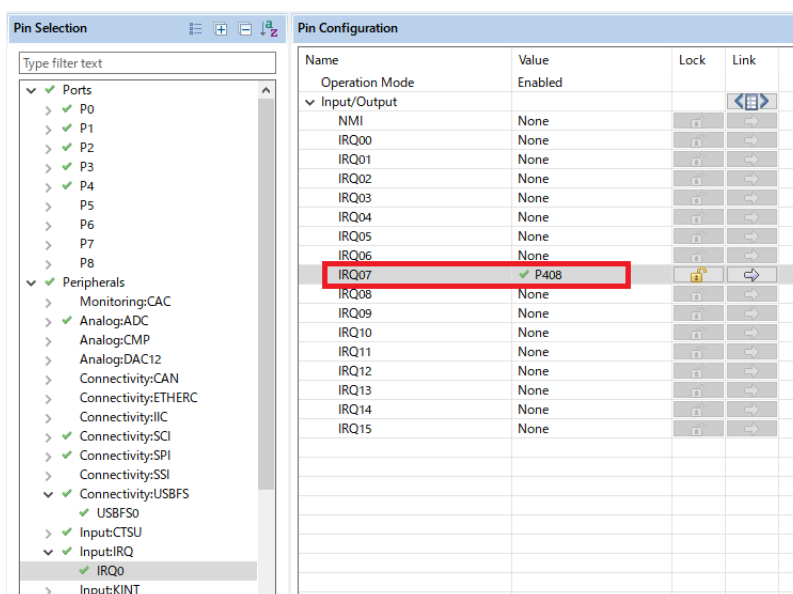 Pin Selection
Type filter text
Ports
P0
P1
P2
P3
P4
P5
P6
P7
P8
Peripherals
Monitoring:CAC
Analog:ADC
Analog:CMP
Analog:DAC12
Connectivity:CAN
Connectivity:ETHERC
Connectivity:IIC
Connectivity:SCI
Connectivity:SPI
Connectivity:SSI
Connectivity:USBFS
USBFS0
Input:CTSU
Input:IRQ
IRQ0
Input:KINT
Pin Configuration
Name Value Lock Link
Operation Mode Enabled
Input/Output
NMI None
IRQ00 None
IRQ01 None
IRQ02 None
IRQ03 None
IRQ04 None
IRQ05 None
IRQ06 None
IRQ07 P408
IRQ08 None
IRQ09 None
IRQ10 None
IRQ11 None
IRQ12 None
IRQ13 None
IRQ14 None
IRQ15 None